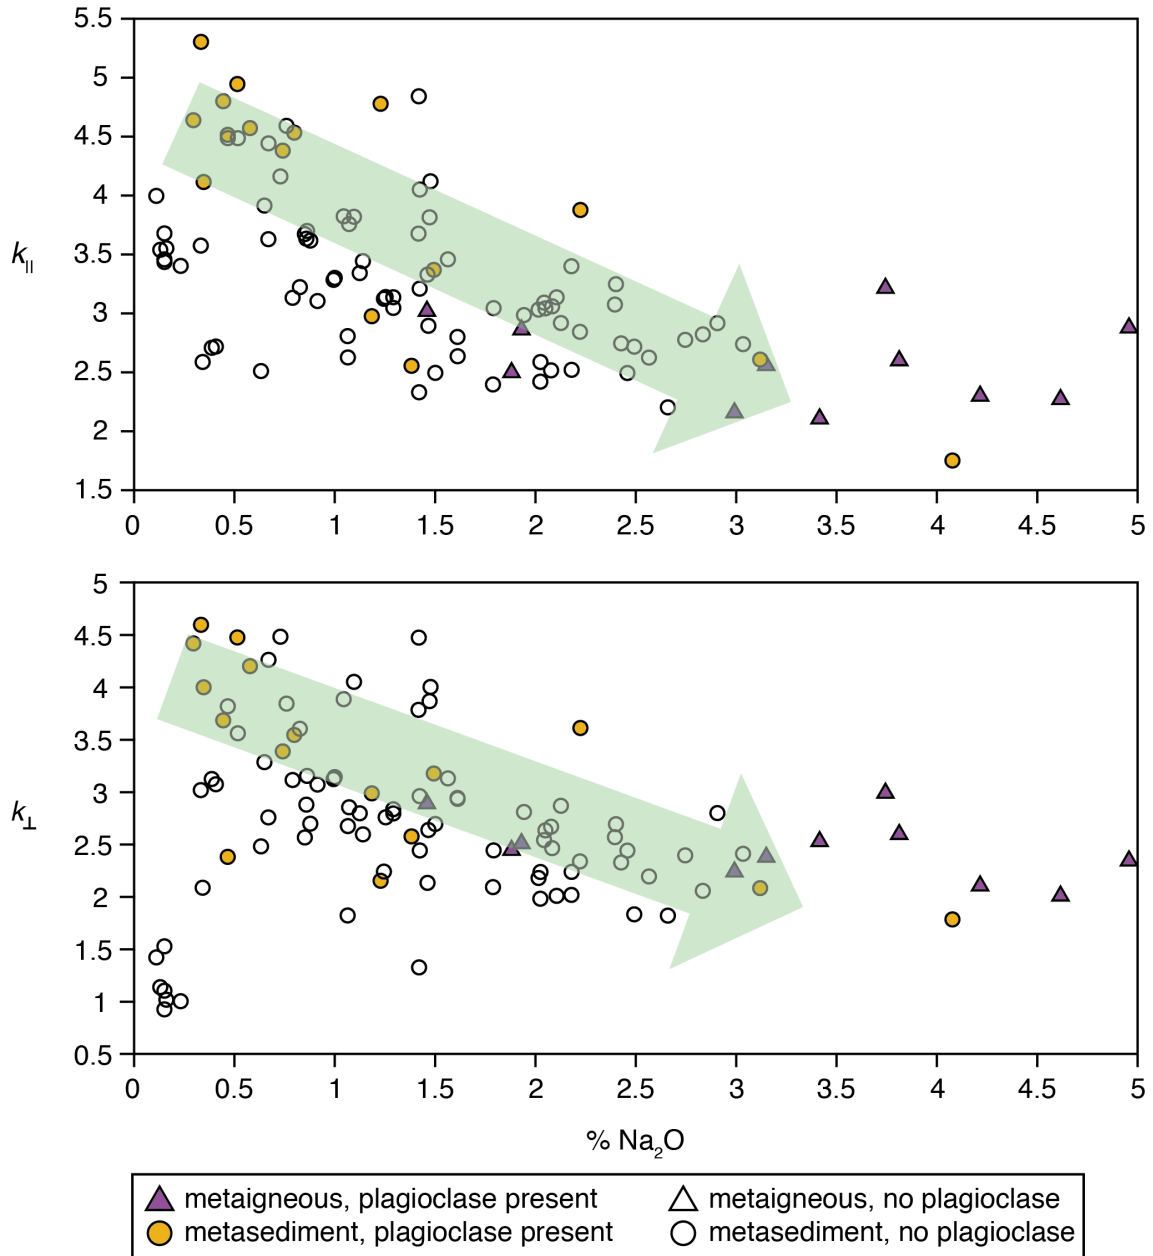 5.5
5
4.5
4
3.5
3
2.5
2
1.5
k||
0 0.5 1 1.5 2 2.5 3 3.5 4 4.5 5
5
4.5
4
3.5
3
2.5
2
1.5
1
0.5
k⊥
0 0.5 1 1.5 2 2.5 3 3.5 4 4.5 5
% Na₂O
metaigneous, plagioclase present
metaigneous, no plagioclase
metasediment, plagioclase present
metasediment, no plagioclase